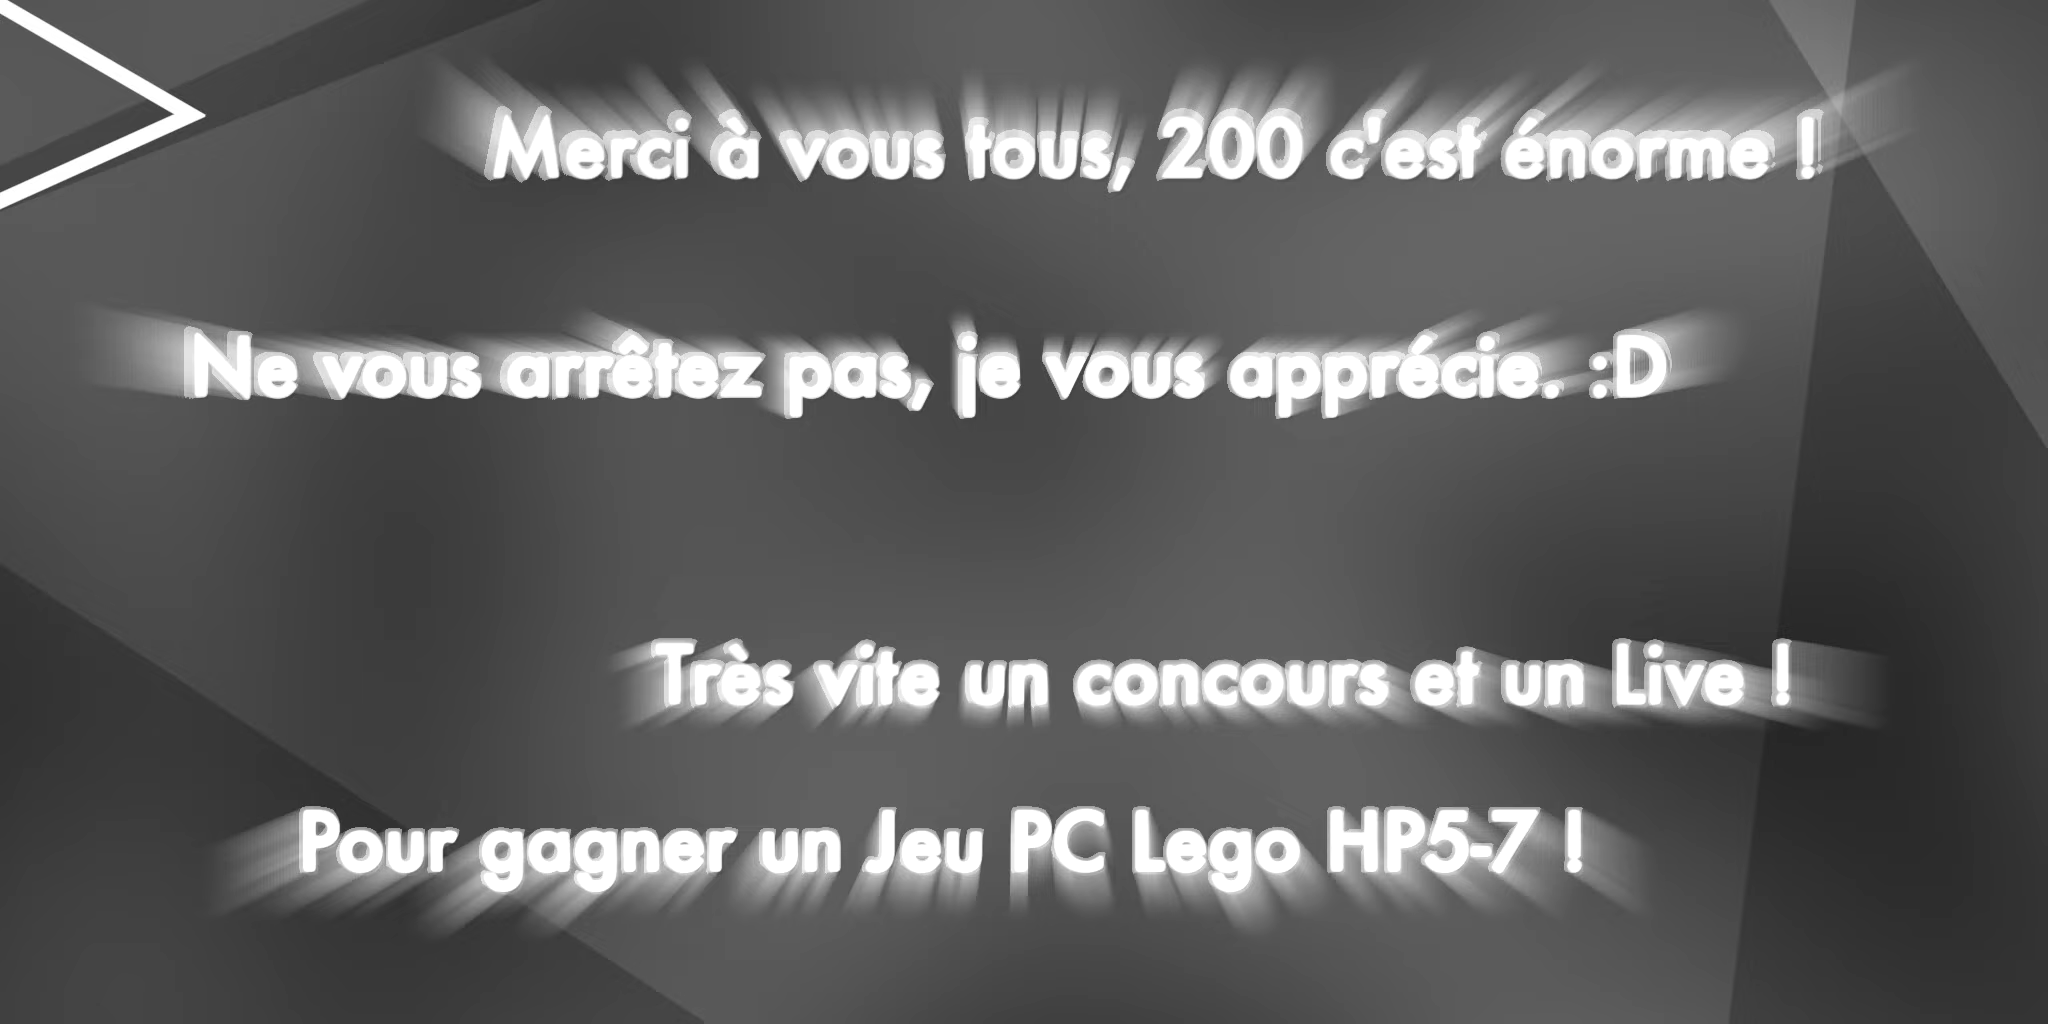 Merci à vous tous, 200 c'est énorme !
Ne vous arrêtez pas, je vous apprécie. :D
Très vite un concours et un Live !
Pour gagner un Jeu PC Lego HP5-7 !